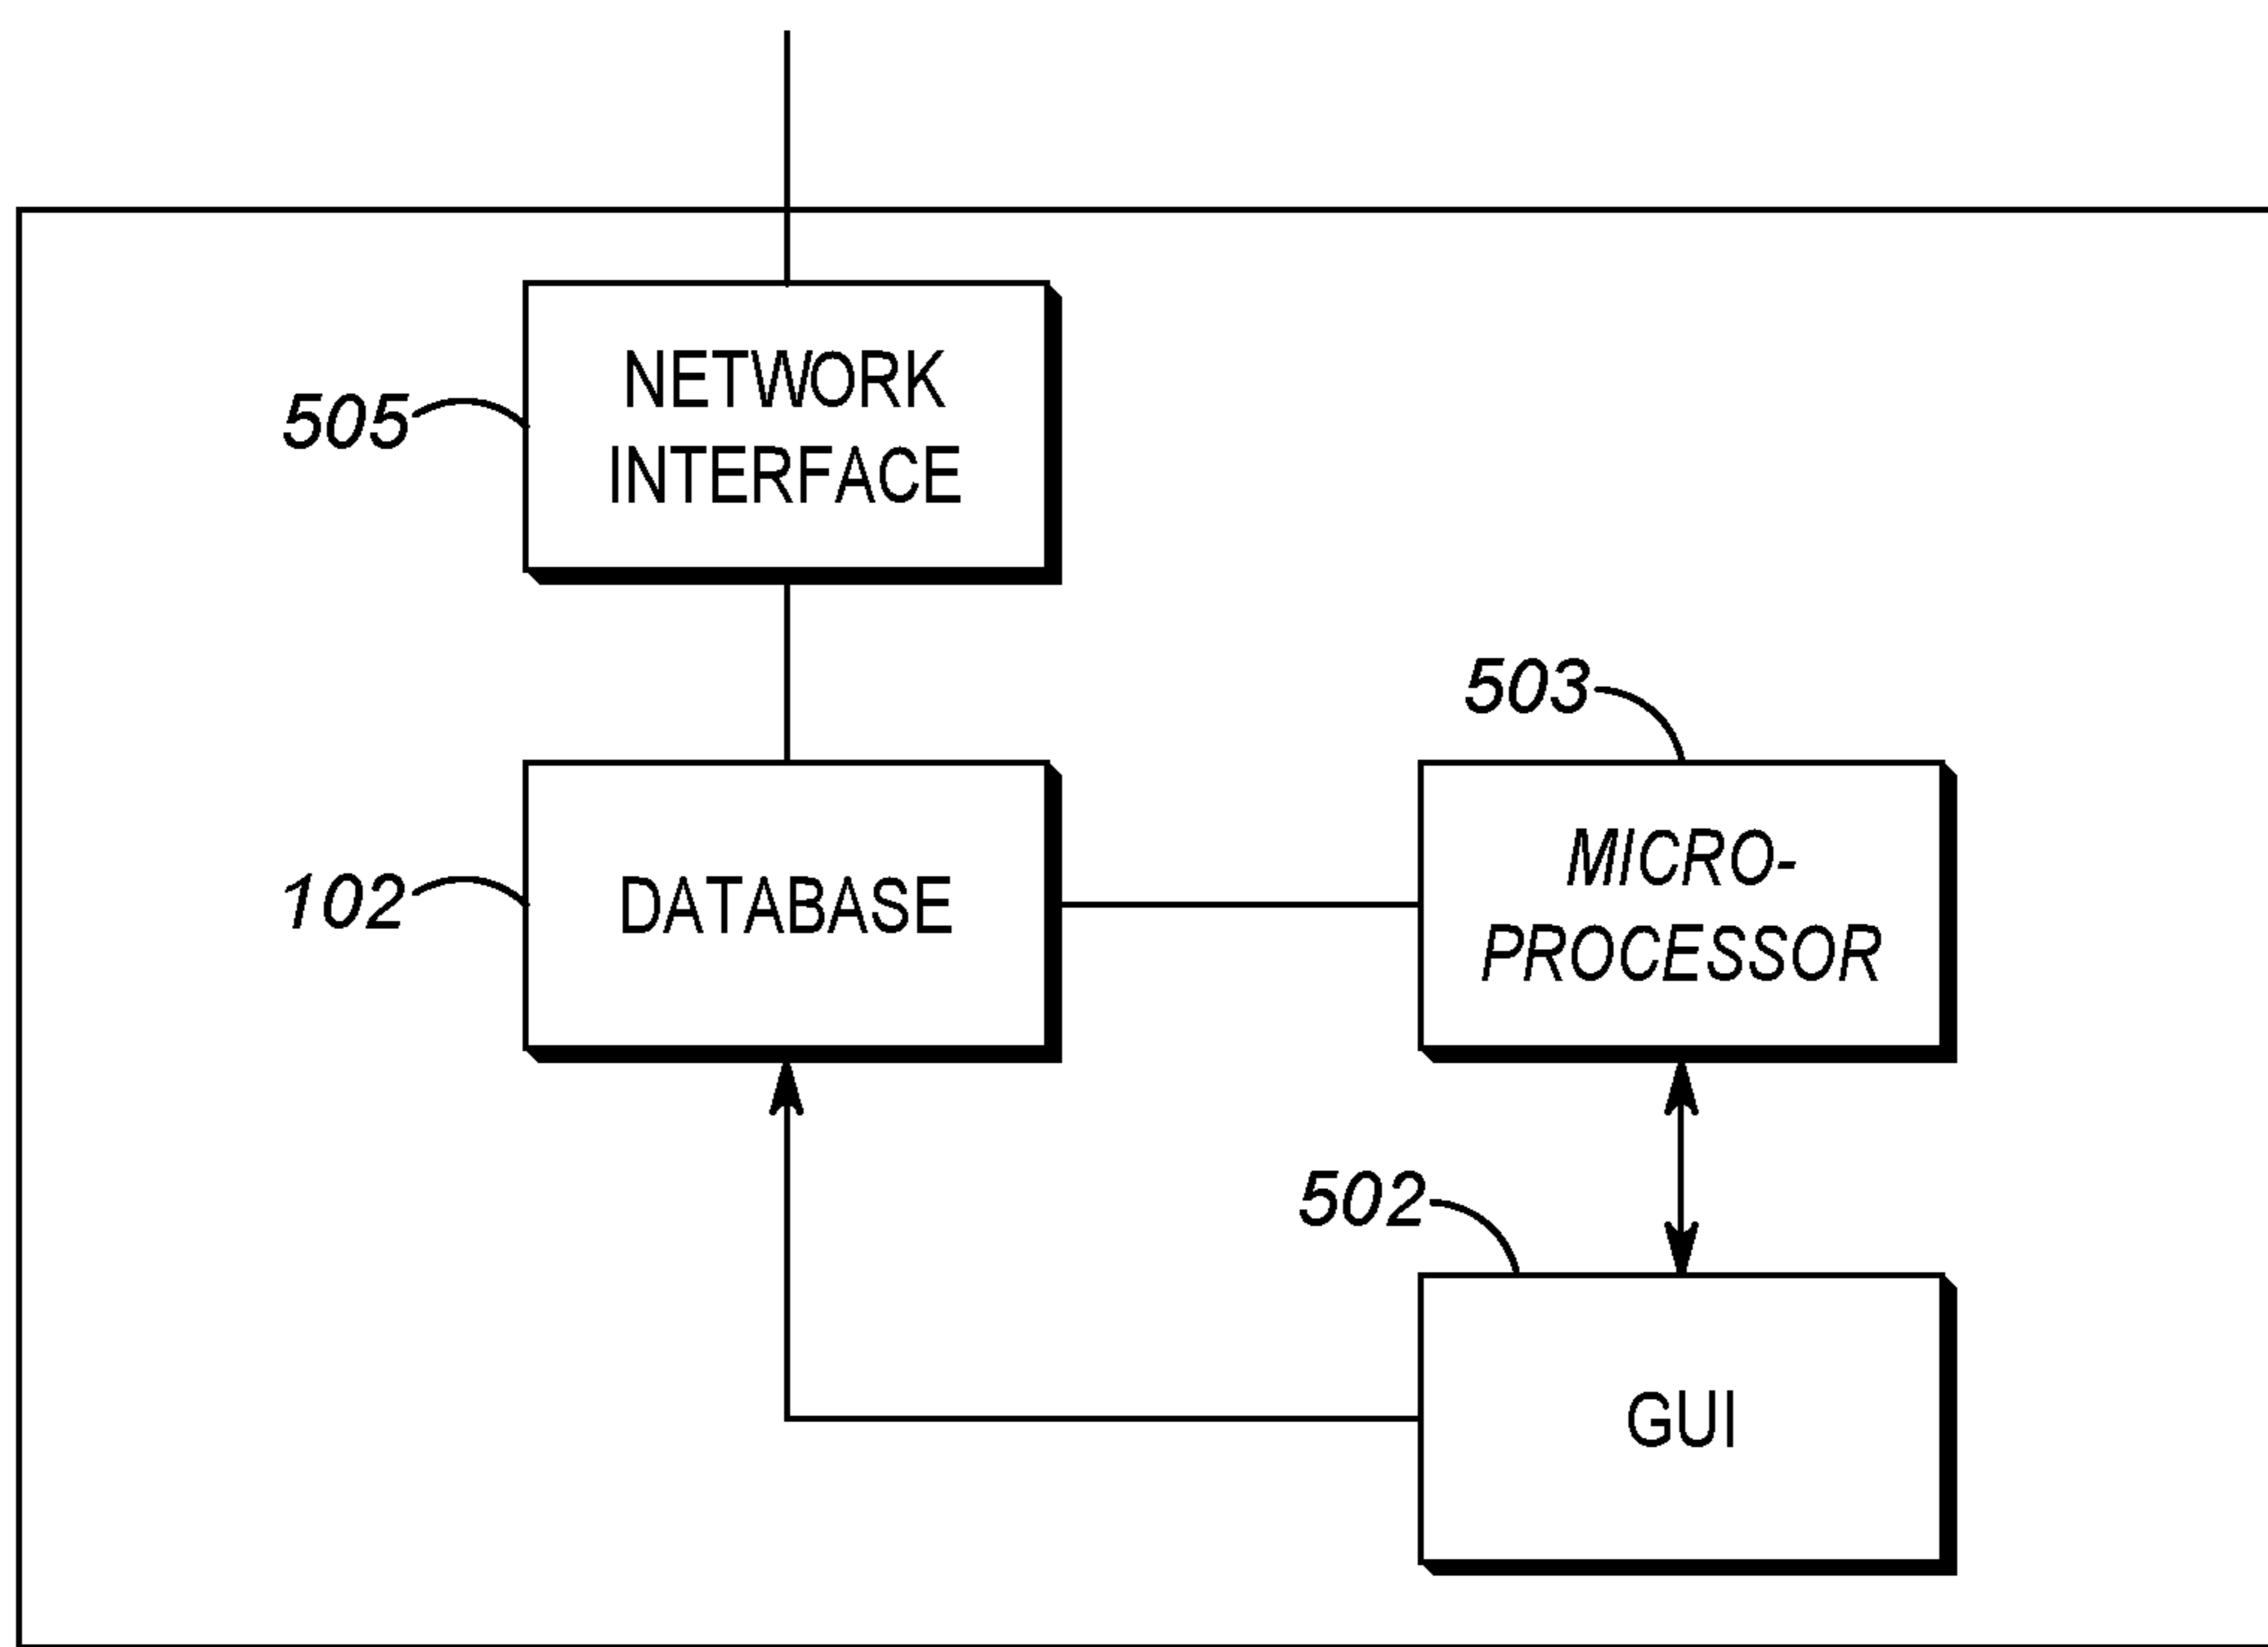 505
NETWORK
INTERFACE
503
102
DATABASE
MICRO-
PROCESSOR
502
GUI